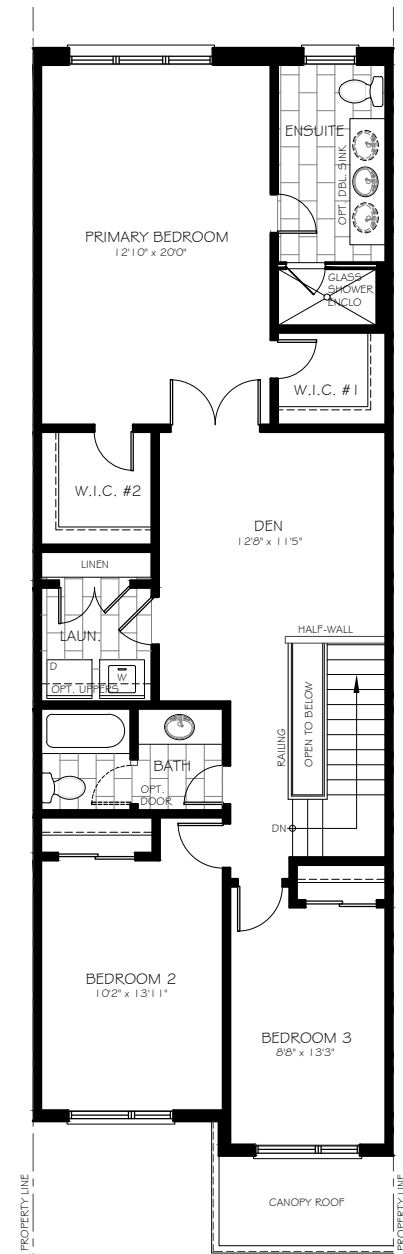 ENSUITE
OPT. DBL. SINK
PRIMARY BEDROOM
12'10" x 20'0"
GLASS
SHOWER
ENCLO
W.I.C. #1
W.I.C. #2
DEN
12'8" x 11'5"
LINEN
LAUN.
D
W
OPT. UPPERS
HALF-WALL
RAILING
OPEN TO BELOW
BATH
OPT.
DOOR
DN
BEDROOM 2
10'2" x 13'11"
BEDROOM 3
8'8" x 13'3"
PROPERTY LINE
CANOPY ROOF
PROPERTY LINE